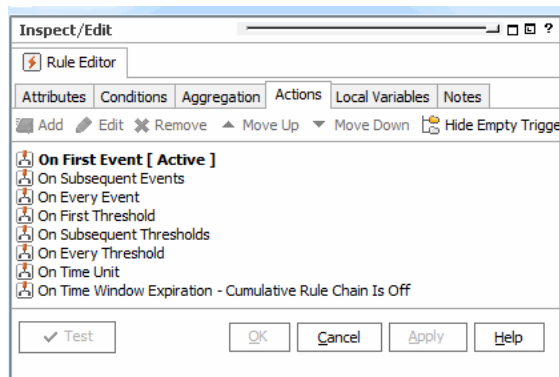 Inspect/Edit ?
Rule Editor
Attributes Conditions Aggregation Actions Local Variables Notes
Add Edit Remove Move Up Move Down Hide Empty Trigge
On First Event [ Active ]
On Subsequent Events
On Every Event
On First Threshold
On Subsequent Thresholds
On Every Threshold
On Time Unit
On Time Window Expiration - Cumulative Rule Chain Is Off
Test OK Cancel Apply Help